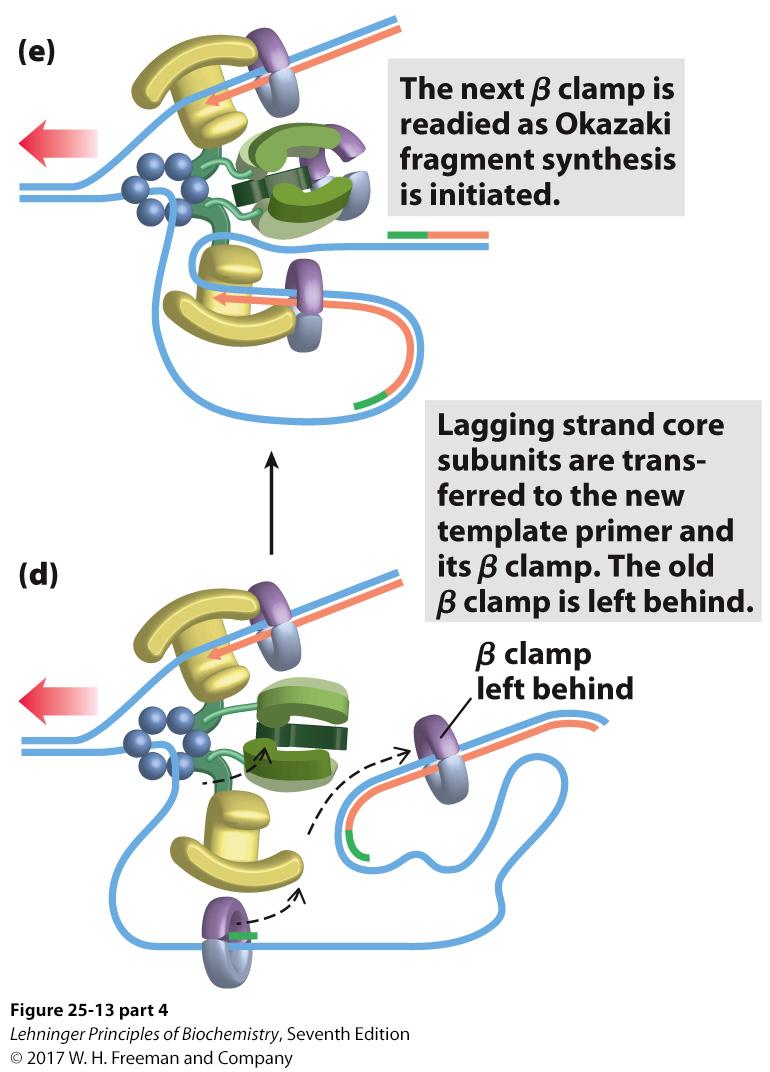 (e)
The next β clamp is
readied as Okazaki
fragment synthesis
is initiated.
Lagging strand core
subunits are trans-
ferred to the new
template primer and
its β clamp. The old
β clamp is left behind.
(d)
β clamp
left behind
Figure 25-13 part 4
Lehninger Principles of Biochemistry, Seventh Edition
© 2017 W. H. Freeman and Company